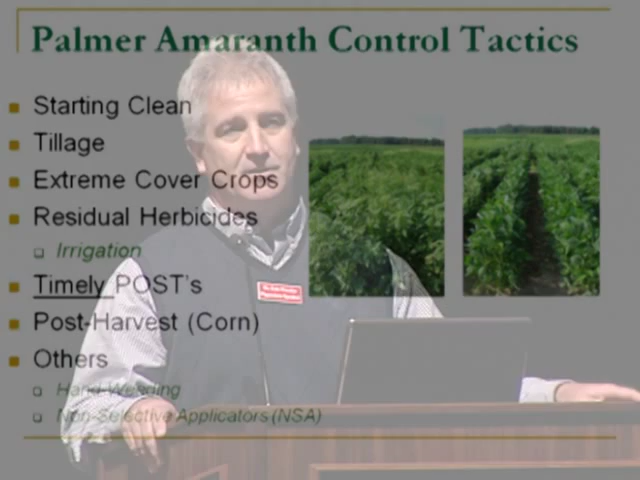 Palmer Amaranth Control Tactics
Starting Clean
Tillage
Extreme Cover Crops
Residual Herbicides
Irrigation
Timely POST's
Post-Harvest (Corn)
Others
Hand-Weeding
Non-Selective Applicators (NSA)